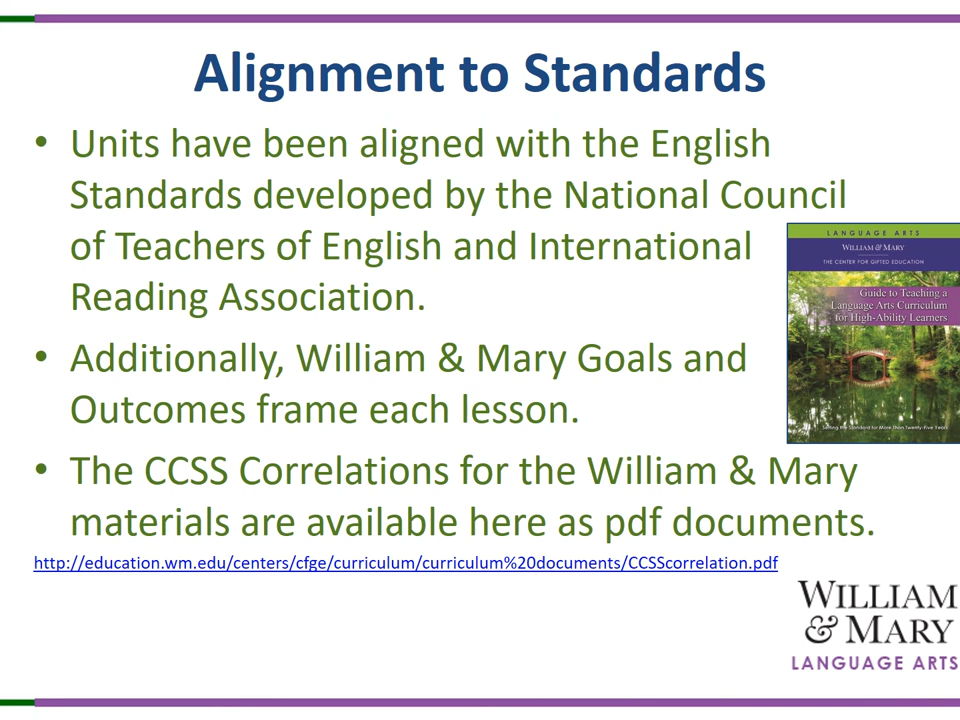 Alignment to Standards
• Units have been aligned with the English
Standards developed by the National Council
of Teachers of English and International
Reading Association.
• Additionally, William & Mary Goals and
Outcomes frame each lesson.
• The CCSS Correlations for the William & Mary
materials are available here as pdf documents.
http://education.wm.edu/centers/cfge/curriculum/curriculum%20documents/CCSScorrelation.pdf
LANGUAGE ARTS
WILLIAM & MARY
THE CENTER FOR GIFTED EDUCATION
Guide to Teaching a
Language Arts Curriculum
for High-Ability Learners
Setting the Standard for More Than Twenty-Five Years
WILLIAM
& MARY
LANGUAGE ARTS